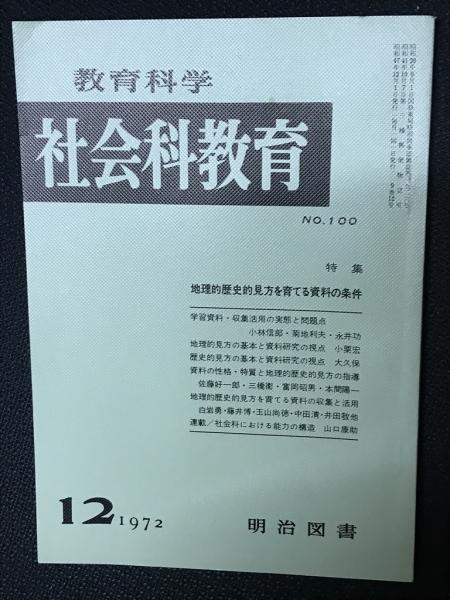 教育科学
社会科教育
NO.100
特集
地理的歴史的見方を育てる資料の条件
学習資料・収集活用の実態と問題点
小林信郎・菊地利夫・永井功
地理的見方の基本と資料研究の視点 小栗宏
歴史的見方の基本と資料研究の視点 大久保
資料の性格・特質と地理的歴史的見方の指導
佐藤好一郎・三橋衛・富岡昭男・本間陽一
地理的歴史的見方を育てる資料の収集と活用
白岩勇・藤井博・玉山尚徳・中田清・井田敬他
連載/社会科における能力の構造 山口康助
12 1972
明治図書